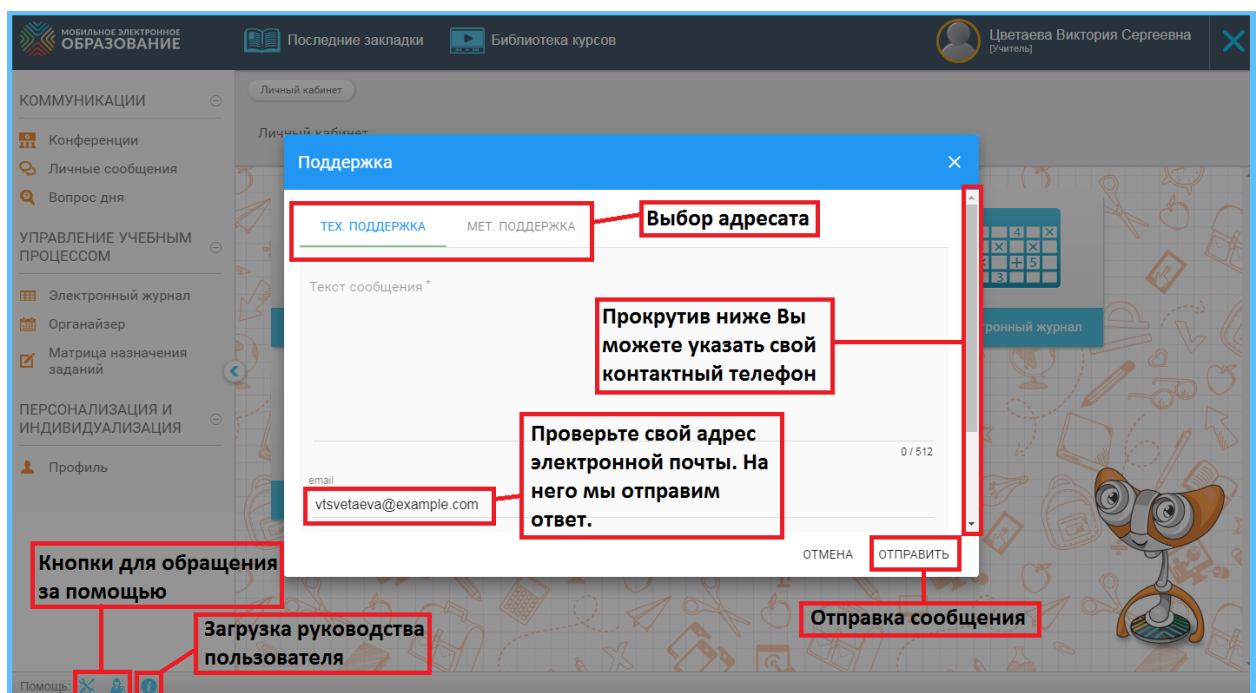 МОБИЛЬНОЕ ЭЛЕКТРОННОЕ
ОБРАЗОВАНИЕ
Последние закладки
Библиотека курсов
Цветаева Виктория Сергеевна
[Учитель]
КОММУНИКАЦИИ
Конференции
Личные сообщения
Вопрос дня
УПРАВЛЕНИЕ УЧЕБНЫМ
ПРОЦЕССОМ
Электронный журнал
Органайзер
Матрица назначения
заданий
ПЕРСОНАЛИЗАЦИЯ И
ИНДИВИДУАЛИЗАЦИЯ
Профиль
Личный кабинет
Личный кабинет
Поддержка
ТЕХ. ПОДДЕРЖКА
МЕТ. ПОДДЕРЖКА
Выбор адресата
Текст сообщения *
Прокрутив ниже Вы
можете указать свой
контактный телефон
Проверьте свой адрес
электронной почты. На
него мы отправим
ответ.
0 / 512
email
vtsvetaeva@example.com
ОТМЕНА
ОТПРАВИТЬ
тронный журнал
Кнопки для обращения
за помощью
Загрузка руководства
пользователя
Отправка сообщения
Помощь: